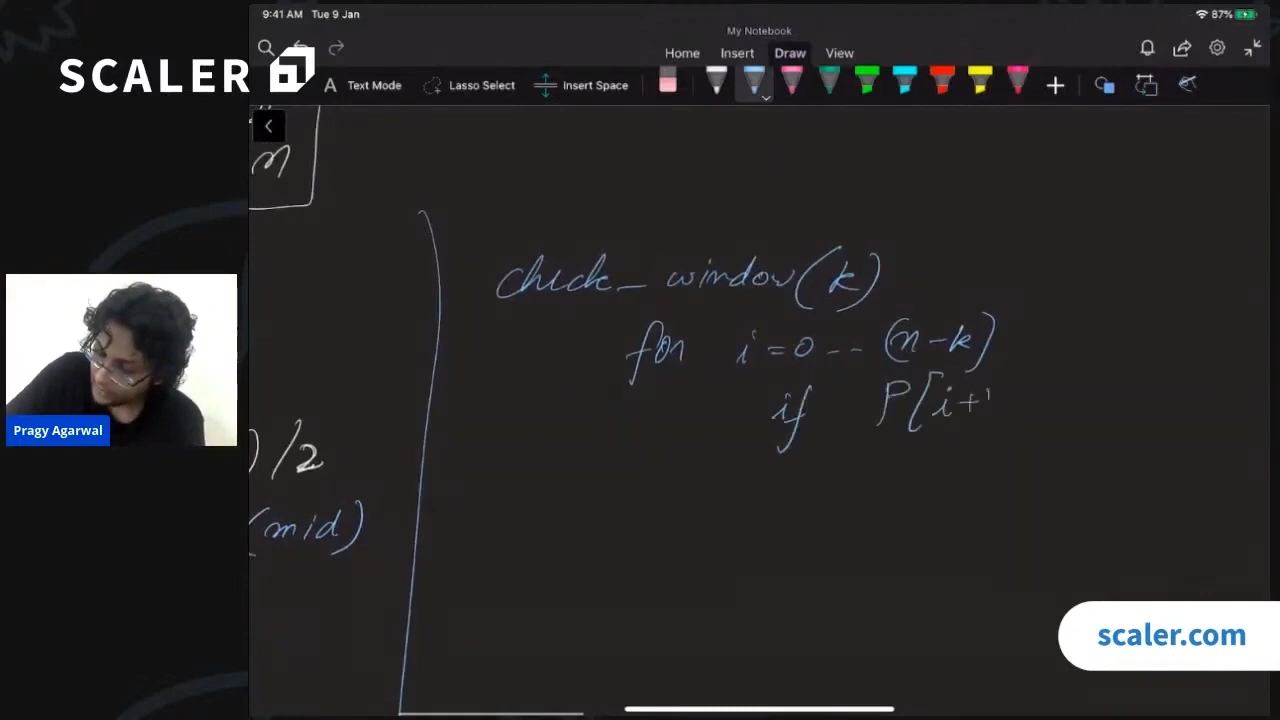 9:41 AM Tue 9 Jan
87%
My Notebook
SCALER
Home Insert Draw View
A Text Mode Lasso Select Insert Space
n
check_window(k)
for i=0--(n-k)
if P[i+
Pragy Agarwal
)/2
(mid)
scaler.com